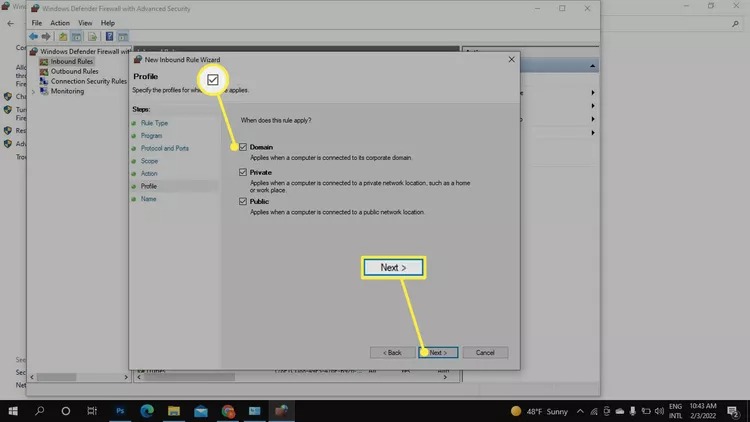 Windows Defender Firewall with Advanced Security
File Action View Help
Windows Defender Firewall with
Inbound Rules
Outbound Rules
Connection Security Rules
Monitoring
New Inbound Rule Wizard
Profile
Specify the profiles for which applies.
Steps:
Rule Type
Program
Protocol and Ports
Scope
Action
Profile
Name
When does this rule apply?
Domain
Applies when a computer is connected to its corporate domain.
Private
Applies when a computer is connected to a private network location, such as a home
or work place.
Public
Applies when a computer is connected to a public network location.
Next >
< Back Next > Cancel
48°F Sunny
ENG
INTL
10:43 AM
2/3/2022